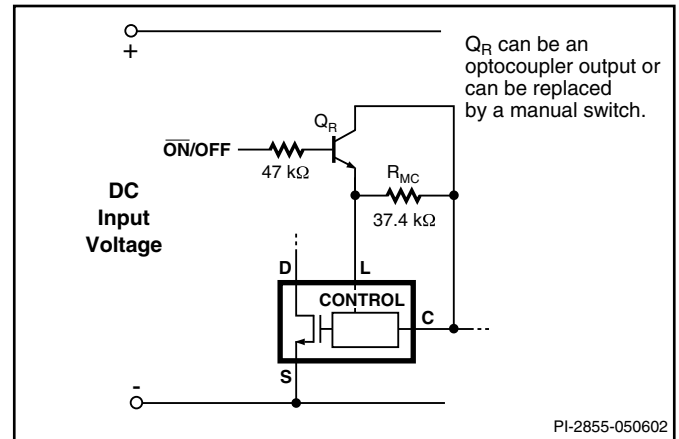 +
Q_R can be an
optocoupler output or
can be replaced
by a manual switch.
Q_R
O̅N̅/OFF
47 kΩ
R_MC
37.4 kΩ
DC
Input
Voltage
D
L
CONTROL
C
S
-
PI-2855-050602